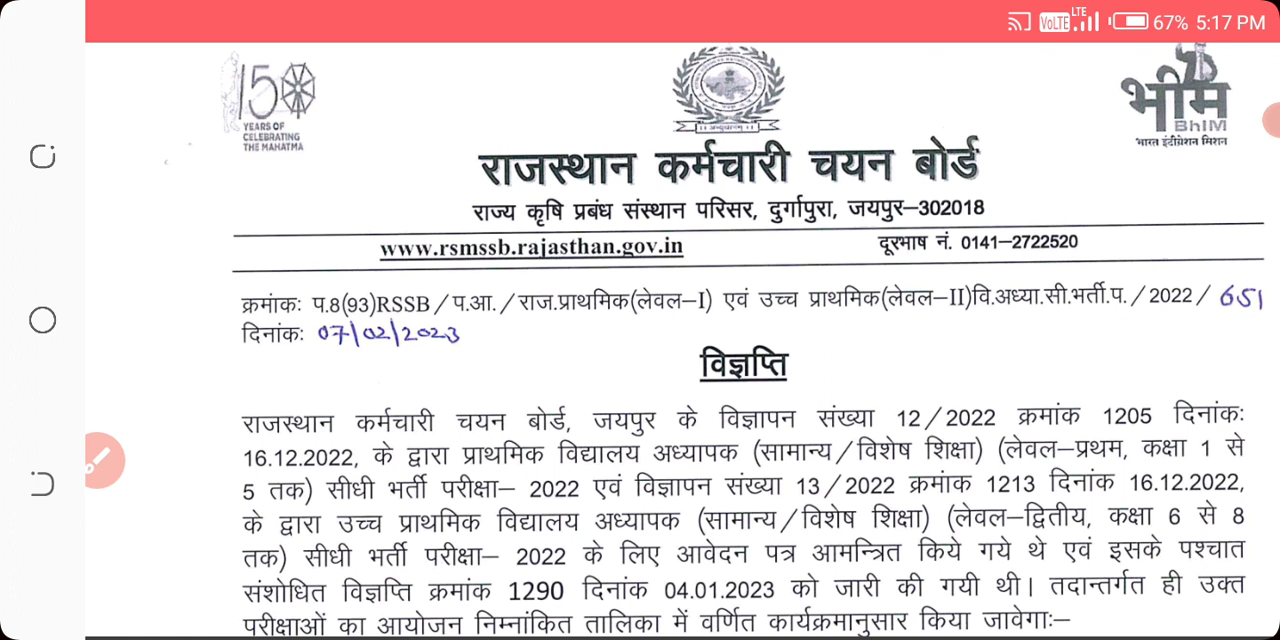 LTE
VoLTE 67% 5:17 PM
150
YEARS OF
CELEBRATING
THE MAHATMA
भीम
BhIM
भारत इंटीग्रेशन मिशन
राजस्थान कर्मचारी चयन बोर्ड
राज्य कृषि प्रबंध संस्थान परिसर, दुर्गापुरा, जयपुर–302018
www.rsmssb.rajasthan.gov.in दूरभाष नं. 0141–2722520
क्रमांकः प.8(93)RSSB/प.आ./राज.प्राथमिक(लेवल–I) एवं उच्च प्राथमिक(लेवल–II)वि.अध्या.सी.भर्ती.प./2022/ 651
दिनांकः 07/02/2023
विज्ञप्ति
राजस्थान कर्मचारी चयन बोर्ड, जयपुर के विज्ञापन संख्या 12/2022 क्रमांक 1205 दिनांकः
16.12.2022, के द्वारा प्राथमिक विद्यालय अध्यापक (सामान्य/विशेष शिक्षा) (लेवल–प्रथम, कक्षा 1 से
5 तक) सीधी भर्ती परीक्षा– 2022 एवं विज्ञापन संख्या 13/2022 क्रमांक 1213 दिनांक 16.12.2022,
के द्वारा उच्च प्राथमिक विद्यालय अध्यापक (सामान्य/विशेष शिक्षा) (लेवल–द्वितीय, कक्षा 6 से 8
तक) सीधी भर्ती परीक्षा– 2022 के लिए आवेदन पत्र आमन्त्रित किये गये थे एवं इसके पश्चात
संशोधित विज्ञप्ति क्रमांक 1290 दिनांक 04.01.2023 को जारी की गयी थी। तदान्तर्गत ही उक्त
परीक्षाओं का आयोजन निम्नांकित तालिका में वर्णित कार्यक्रमानुसार किया जावेगाः–